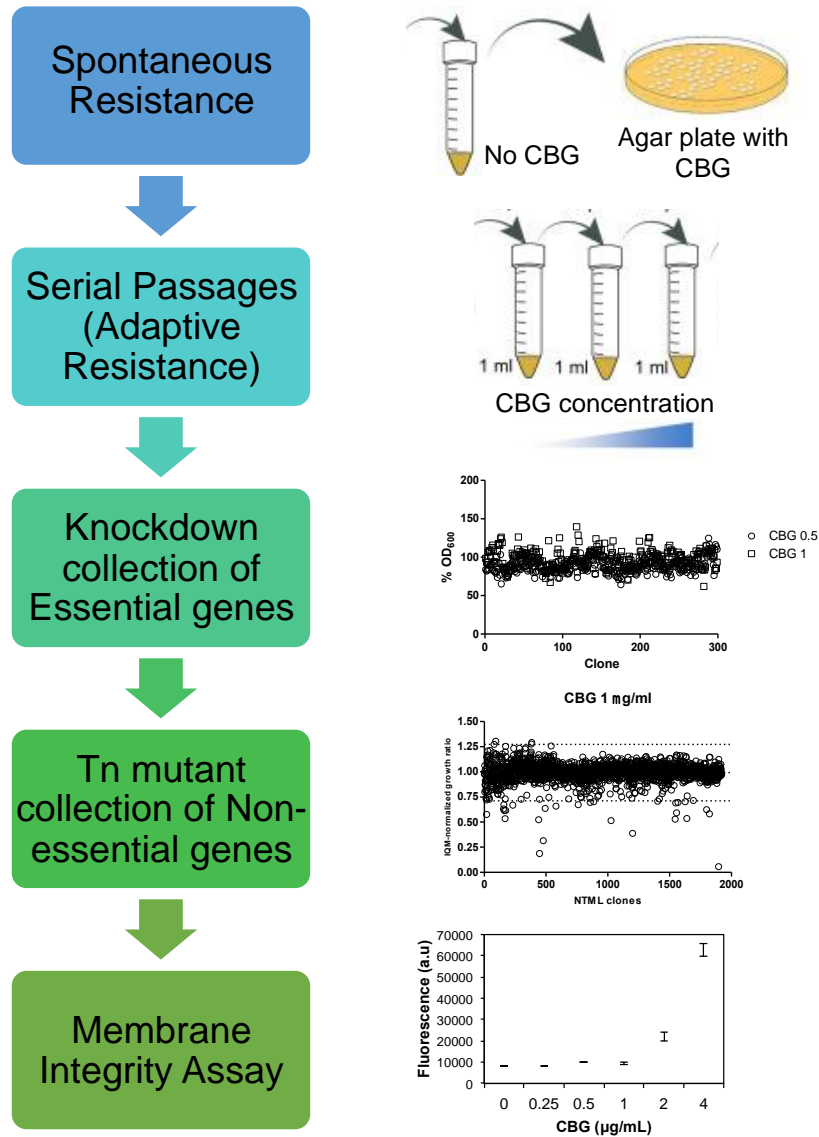 Spontaneous
Resistance
No CBG
Agar plate with
CBG
Serial Passages
(Adaptive
Resistance)
1 ml
1 ml
1 ml
CBG concentration
Knockdown
collection of
Essential genes
200
150
100
50
0
% OD600
0
100
200
300
Clone
CBG 0.5
CBG 1
Tn mutant
collection of Non-
essential genes
CBG 1 mg/ml
1.50
1.25
1.00
0.75
0.50
0.25
0.00
IQM-normalized growth ratio
0
500
1000
1500
2000
NTML clones
Membrane
Integrity Assay
70000
60000
50000
40000
30000
20000
10000
0
Fluorescence (a.u)
0
0.25
0.5
1
2
4
CBG (µg/mL)